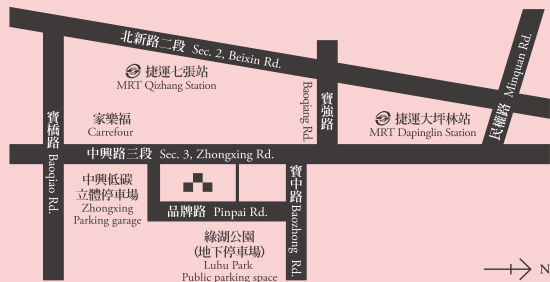 北新路二段 Sec. 2, Beixin Rd.
民權路 Minquan Rd.
捷運七張站
MRT Qizhang Station
寶強路 Baoqiang Rd.
捷運大坪林站
MRT Dapinglin Station
寶橋路 Baoqiao Rd.
家樂福
Carrefour
中興路三段 Sec. 3, Zhongxing Rd.
中興低碳
立體停車場
Zhongxing
Parking garage
寶中路 Baozhong Rd.
品牌路 Pinpai Rd.
綠湖公園
(地下停車場)
Luhu Park
Public parking space
N